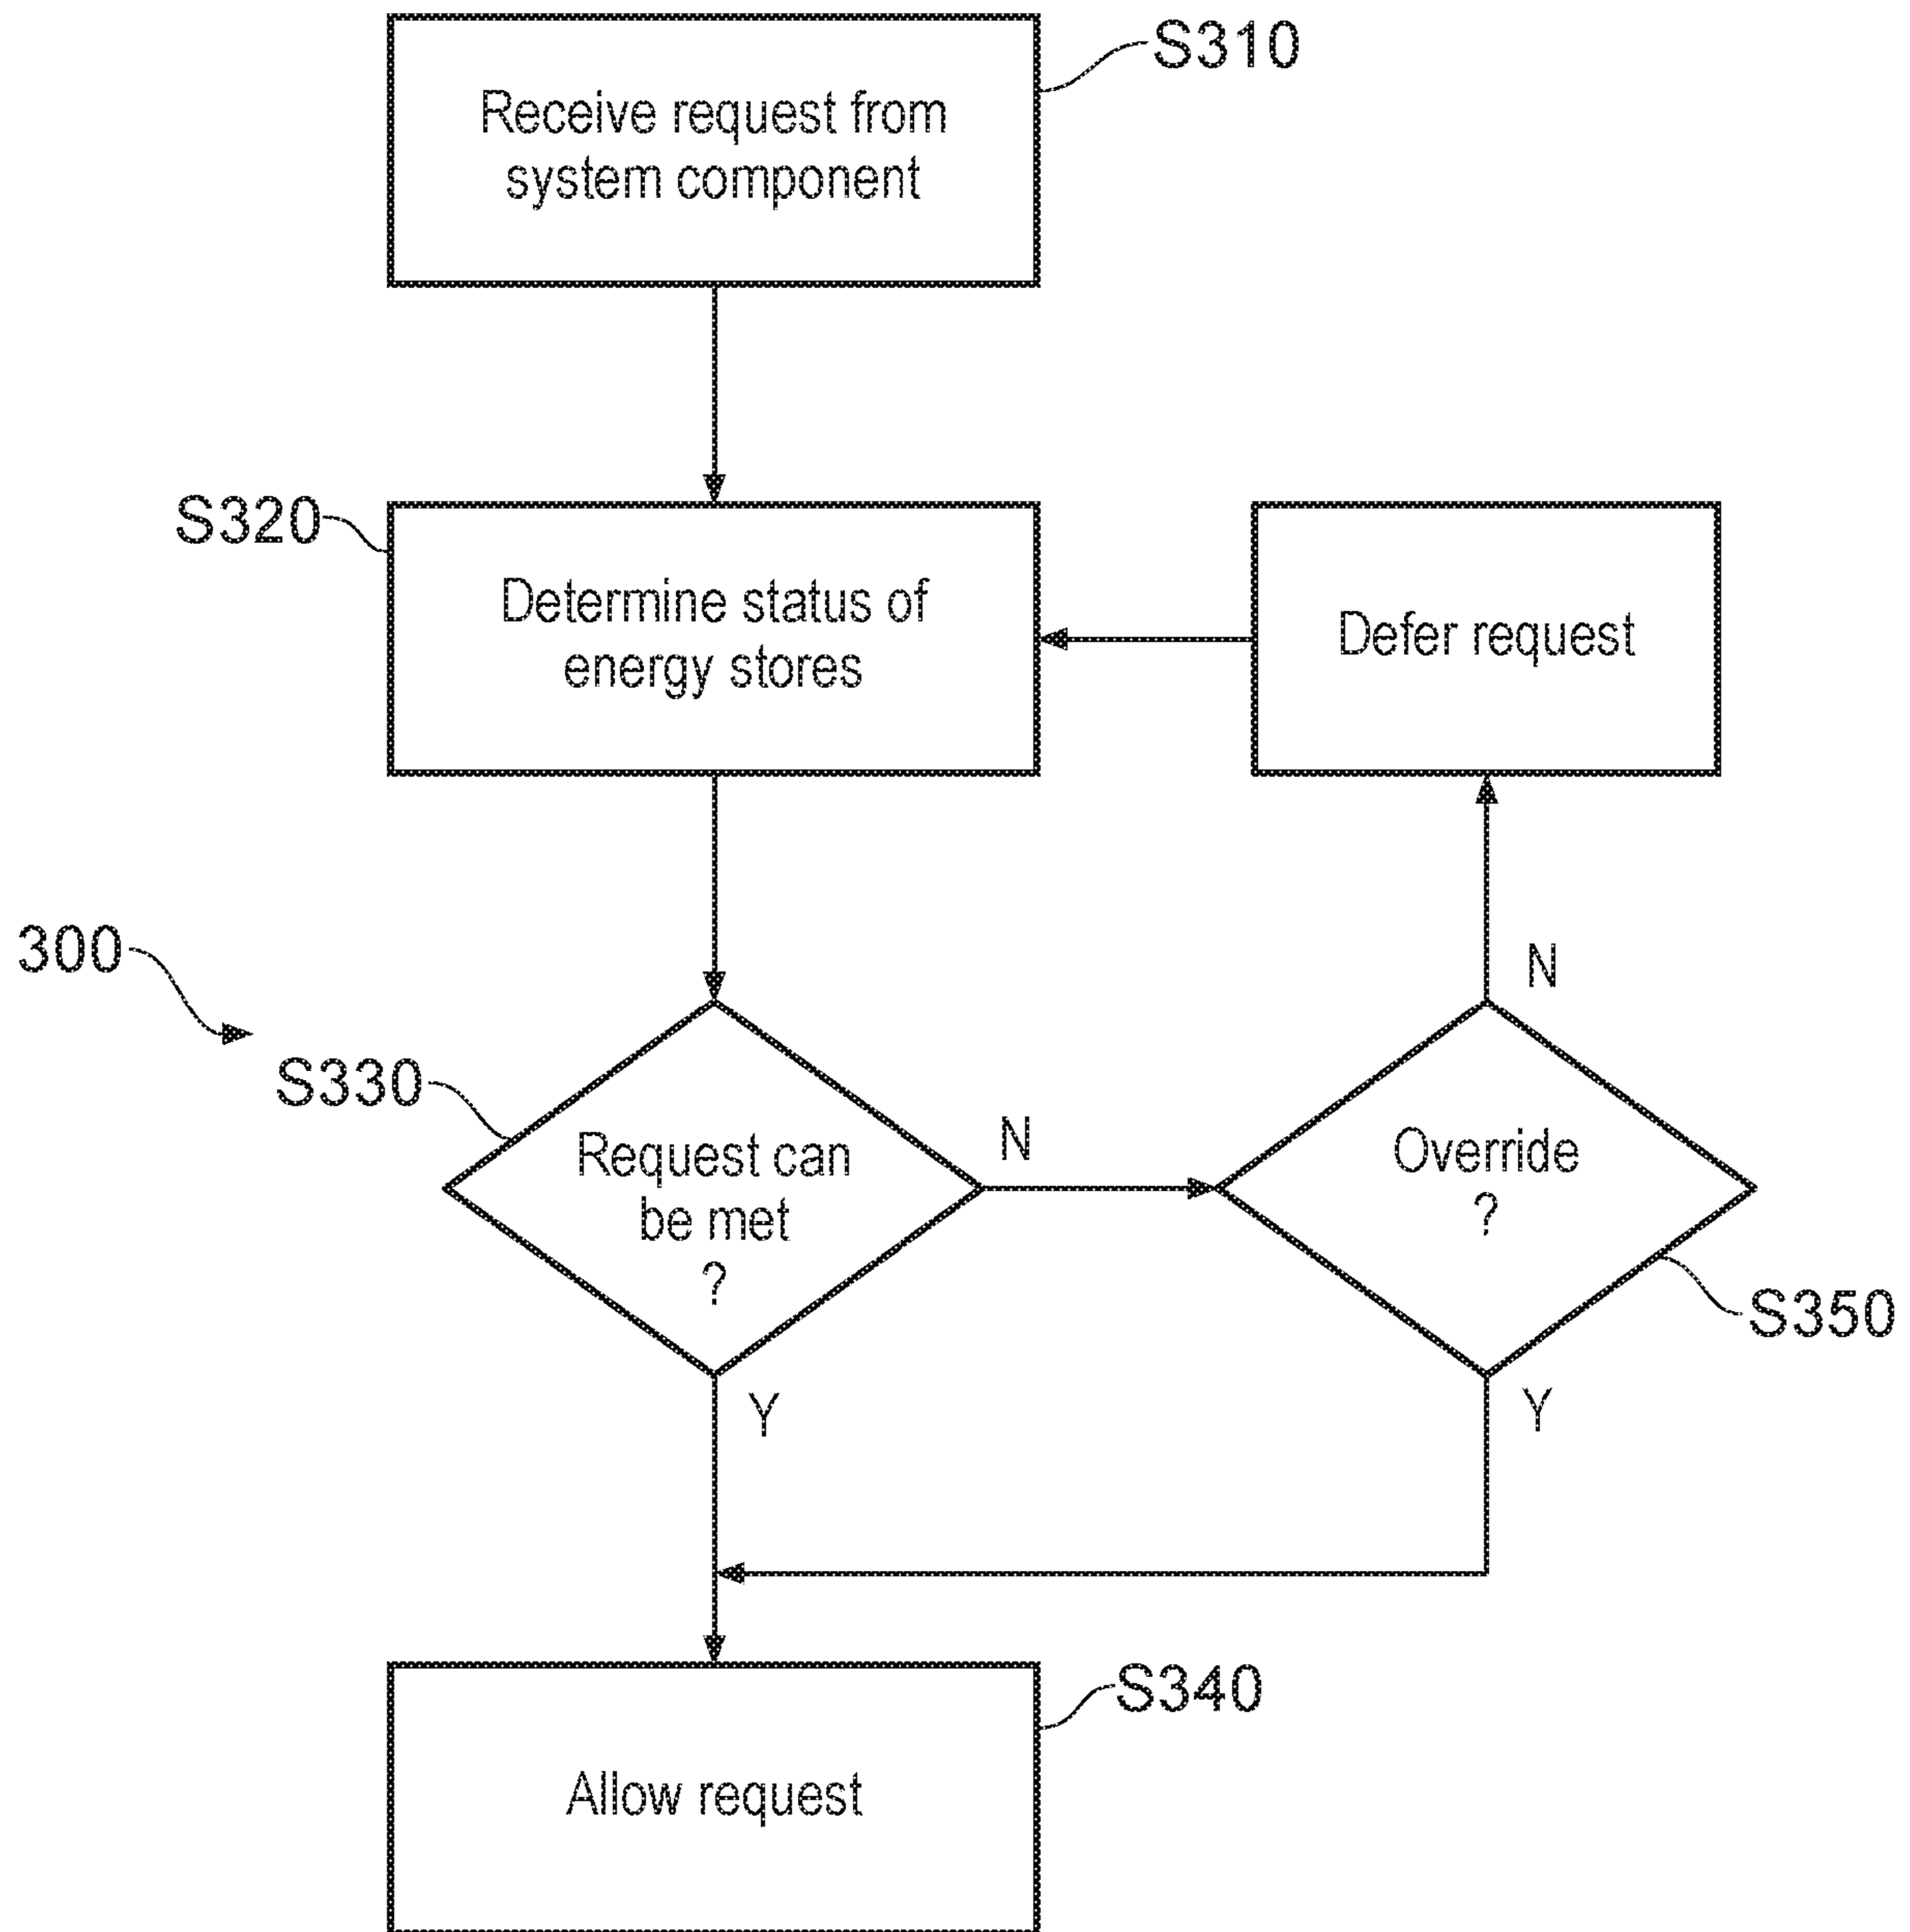 S310
Receive request from
system component
S320
Determine status of
energy stores
Defer request
300
S330
Request can
be met
?
N
Y
N
Override
?
S350
Y
S340
Allow request